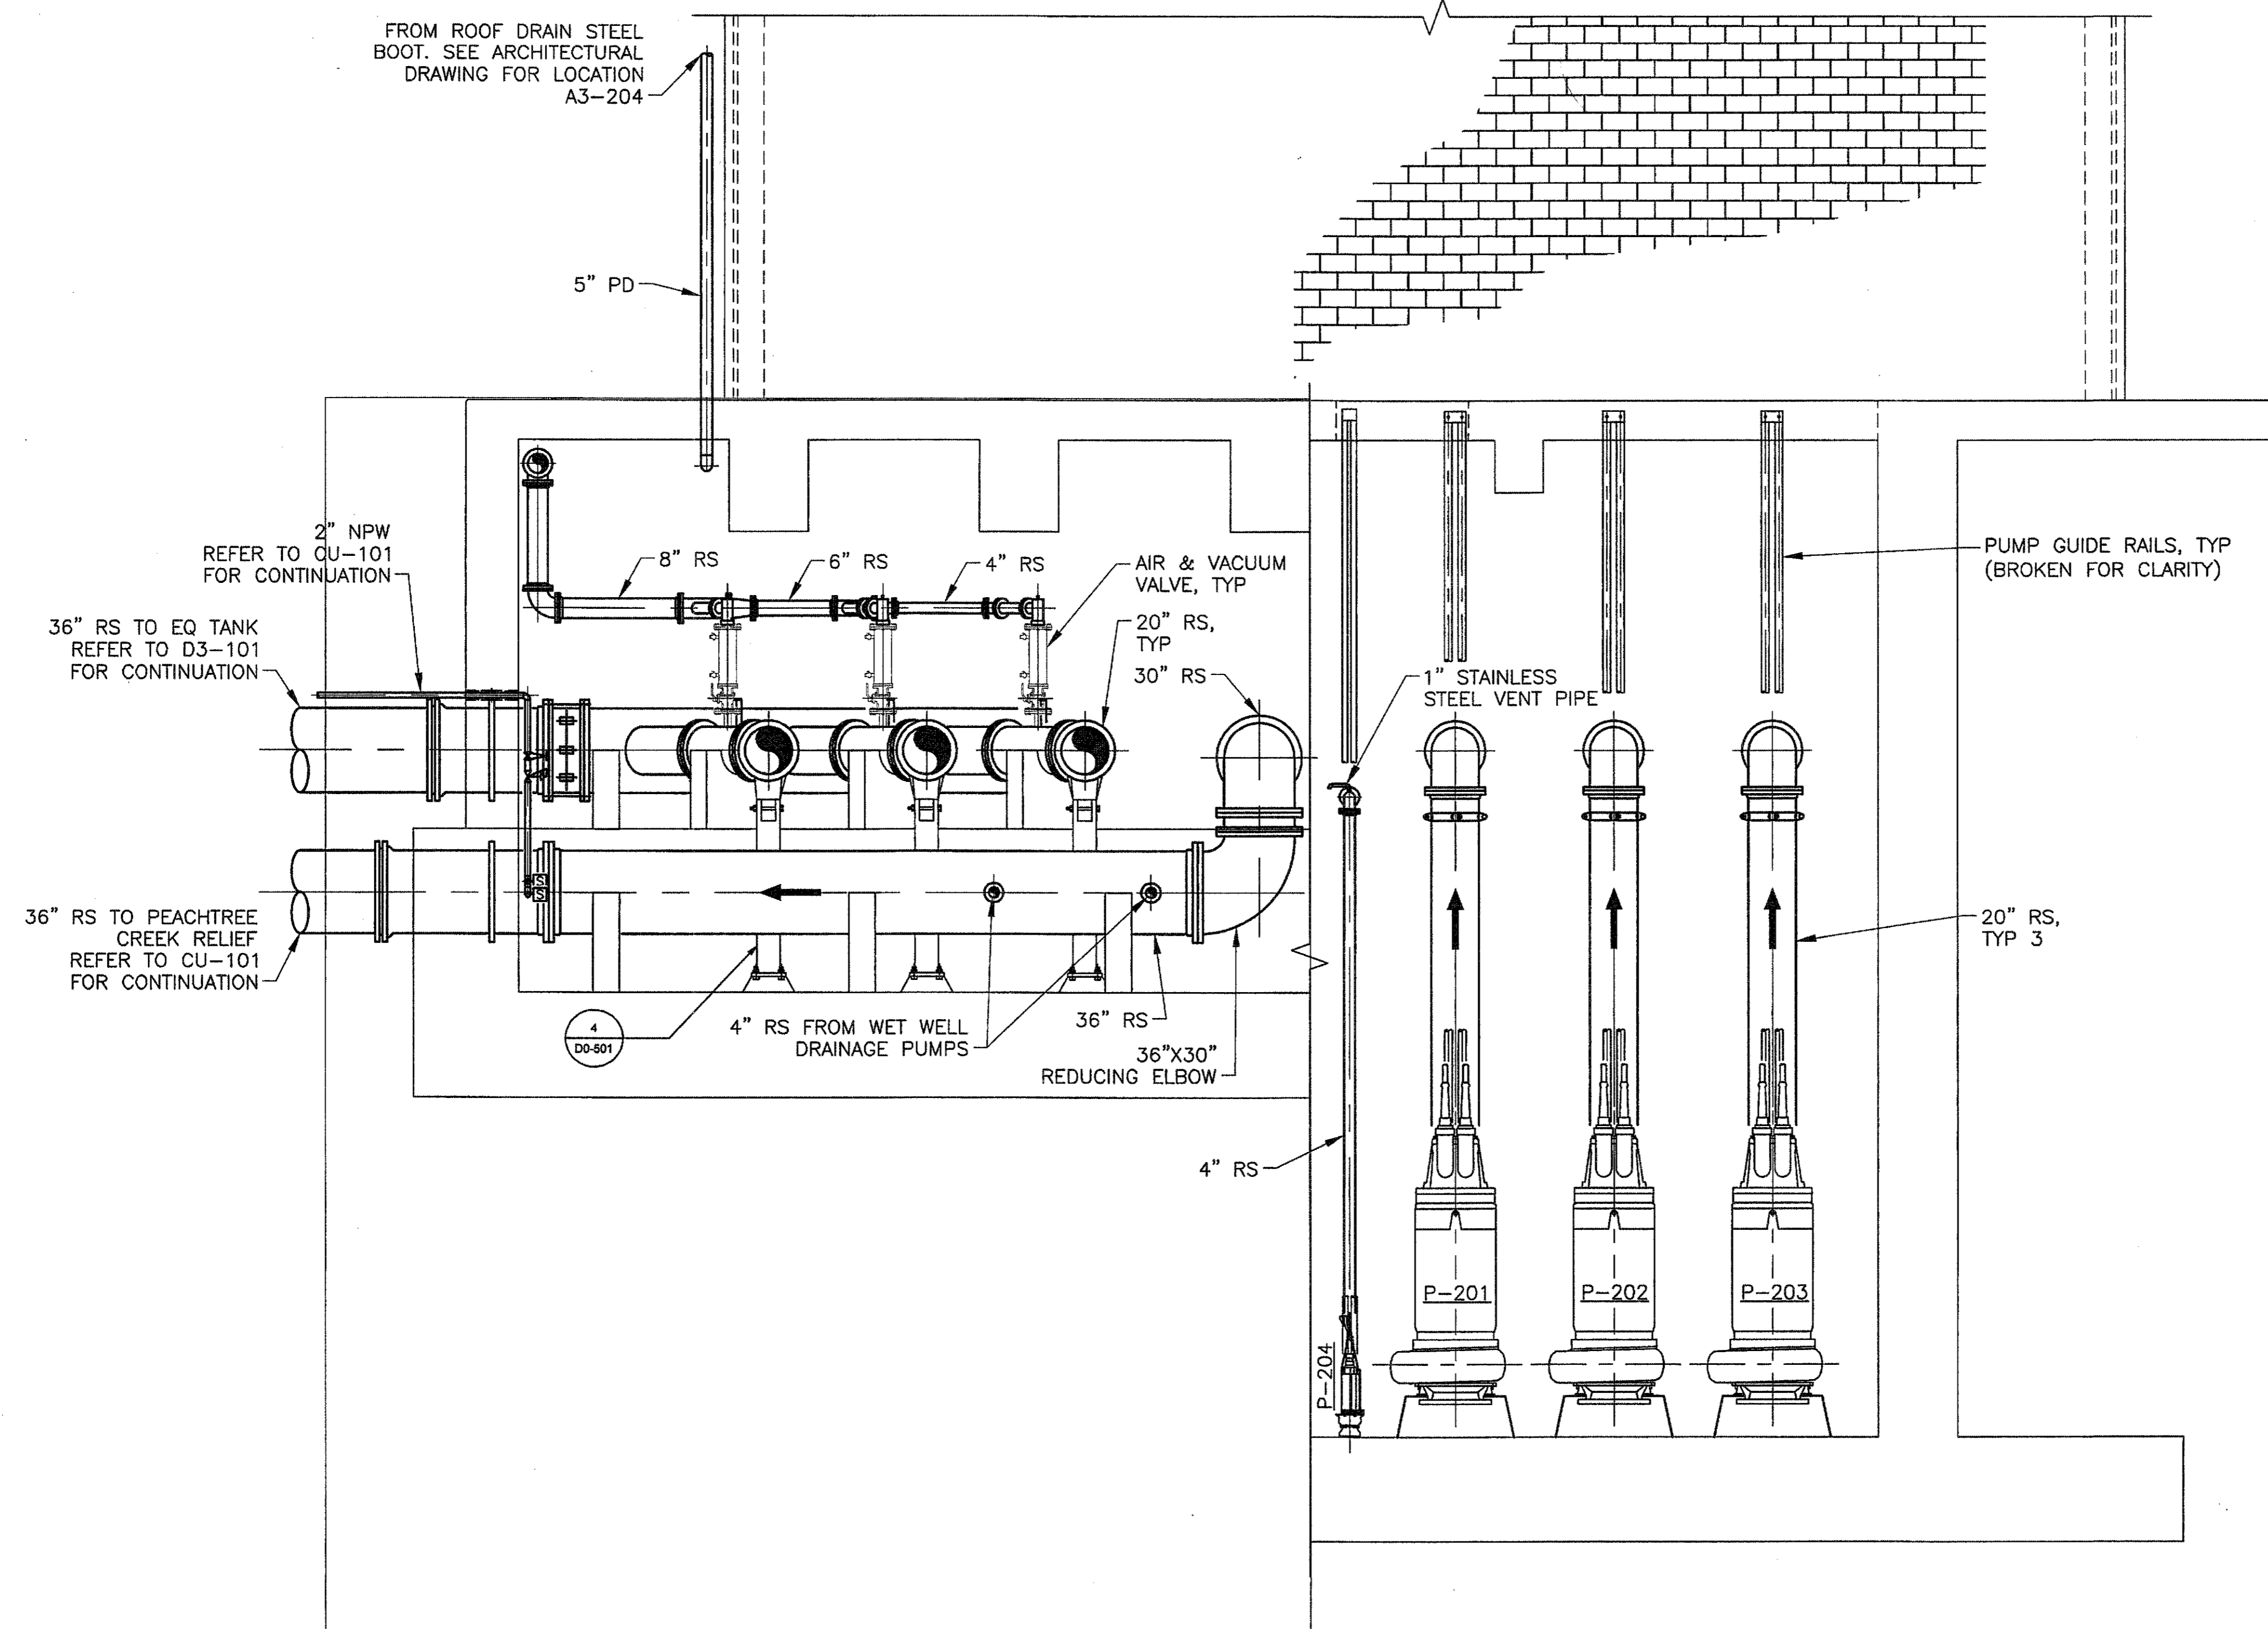 FROM ROOF DRAIN STEEL
BOOT. SEE ARCHITECTURAL
DRAWING FOR LOCATION
A3-204
5" PD
2" NPW
REFER TO CU-101
FOR CONTINUATION
8" RS
6" RS
4" RS
AIR & VACUUM
VALVE, TYP
PUMP GUIDE RAILS, TYP
(BROKEN FOR CLARITY)
36" RS TO EQ TANK
REFER TO D3-101
FOR CONTINUATION
20" RS,
TYP
30" RS
1" STAINLESS
STEEL VENT PIPE
S
S
36" RS TO PEACHTREE
CREEK RELIEF
REFER TO CU-101
FOR CONTINUATION
20" RS,
TYP 3
4
D0-501
4" RS FROM WET WELL
DRAINAGE PUMPS
36" RS
36"X30"
REDUCING ELBOW
4" RS
P-201
P-202
P-203
P-204